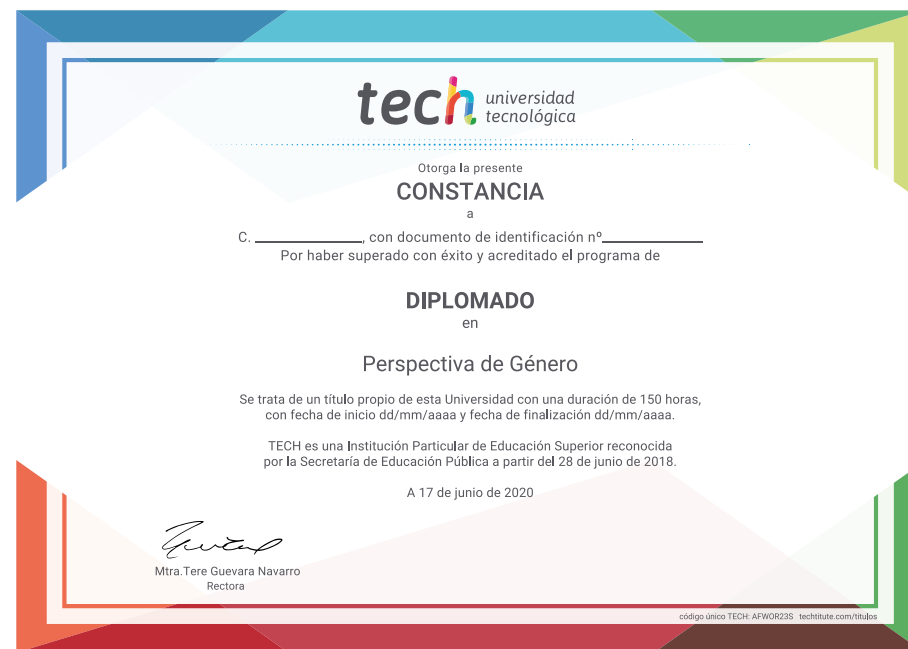 tech universidad
tecnológica
Otorga la presente
CONSTANCIA
a
C. ____________, con documento de identificación nº____________
Por haber superado con éxito y acreditado el programa de
DIPLOMADO
en
Perspectiva de Género
Se trata de un título propio de esta Universidad con una duración de 150 horas,
con fecha de inicio dd/mm/aaaa y fecha de finalización dd/mm/aaaa.
TECH es una Institución Particular de Educación Superior reconocida
por la Secretaría de Educación Pública a partir del 28 de junio de 2018.
A 17 de junio de 2020
Mtra.Tere Guevara Navarro
Rectora
código único TECH: AFWOR23S techtitute.com/titulos